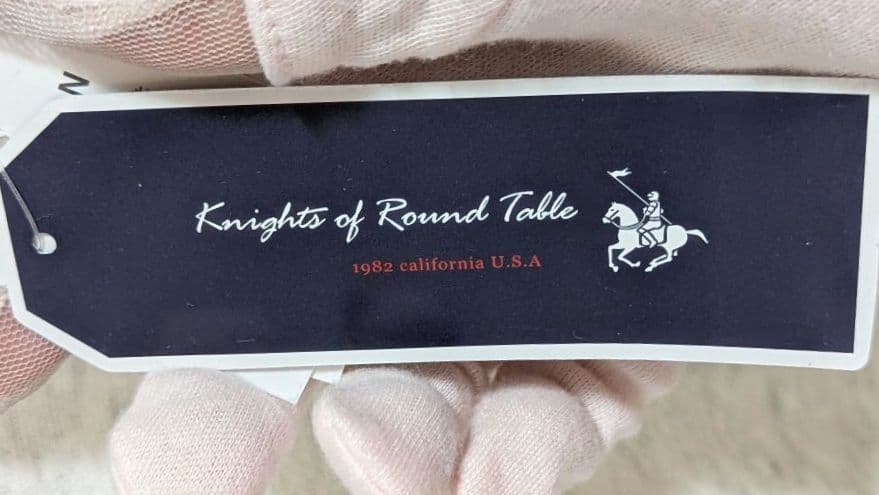 Knights of Round Table
1982 california U.S.A